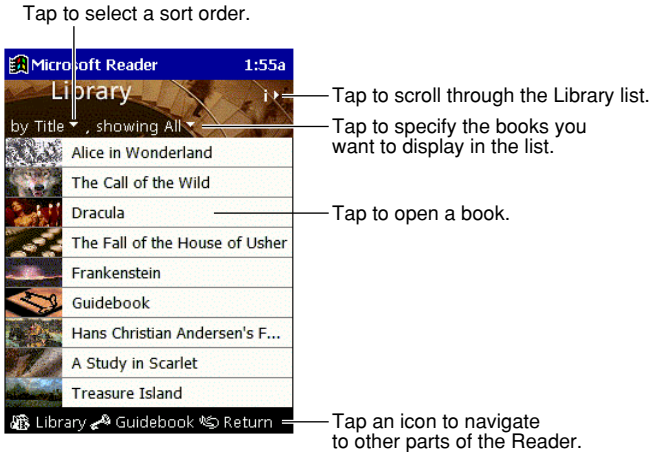 Tap to select a sort order.
Microsoft Reader 1:55a
Library
i
Tap to scroll through the Library list.
by Title , showing All
Tap to specify the books you
want to display in the list.
Alice in Wonderland
The Call of the Wild
Dracula
Tap to open a book.
The Fall of the House of Usher
Frankenstein
Guidebook
Hans Christian Andersen's F...
A Study in Scarlet
Treasure Island
Library Guidebook Return
Tap an icon to navigate
to other parts of the Reader.